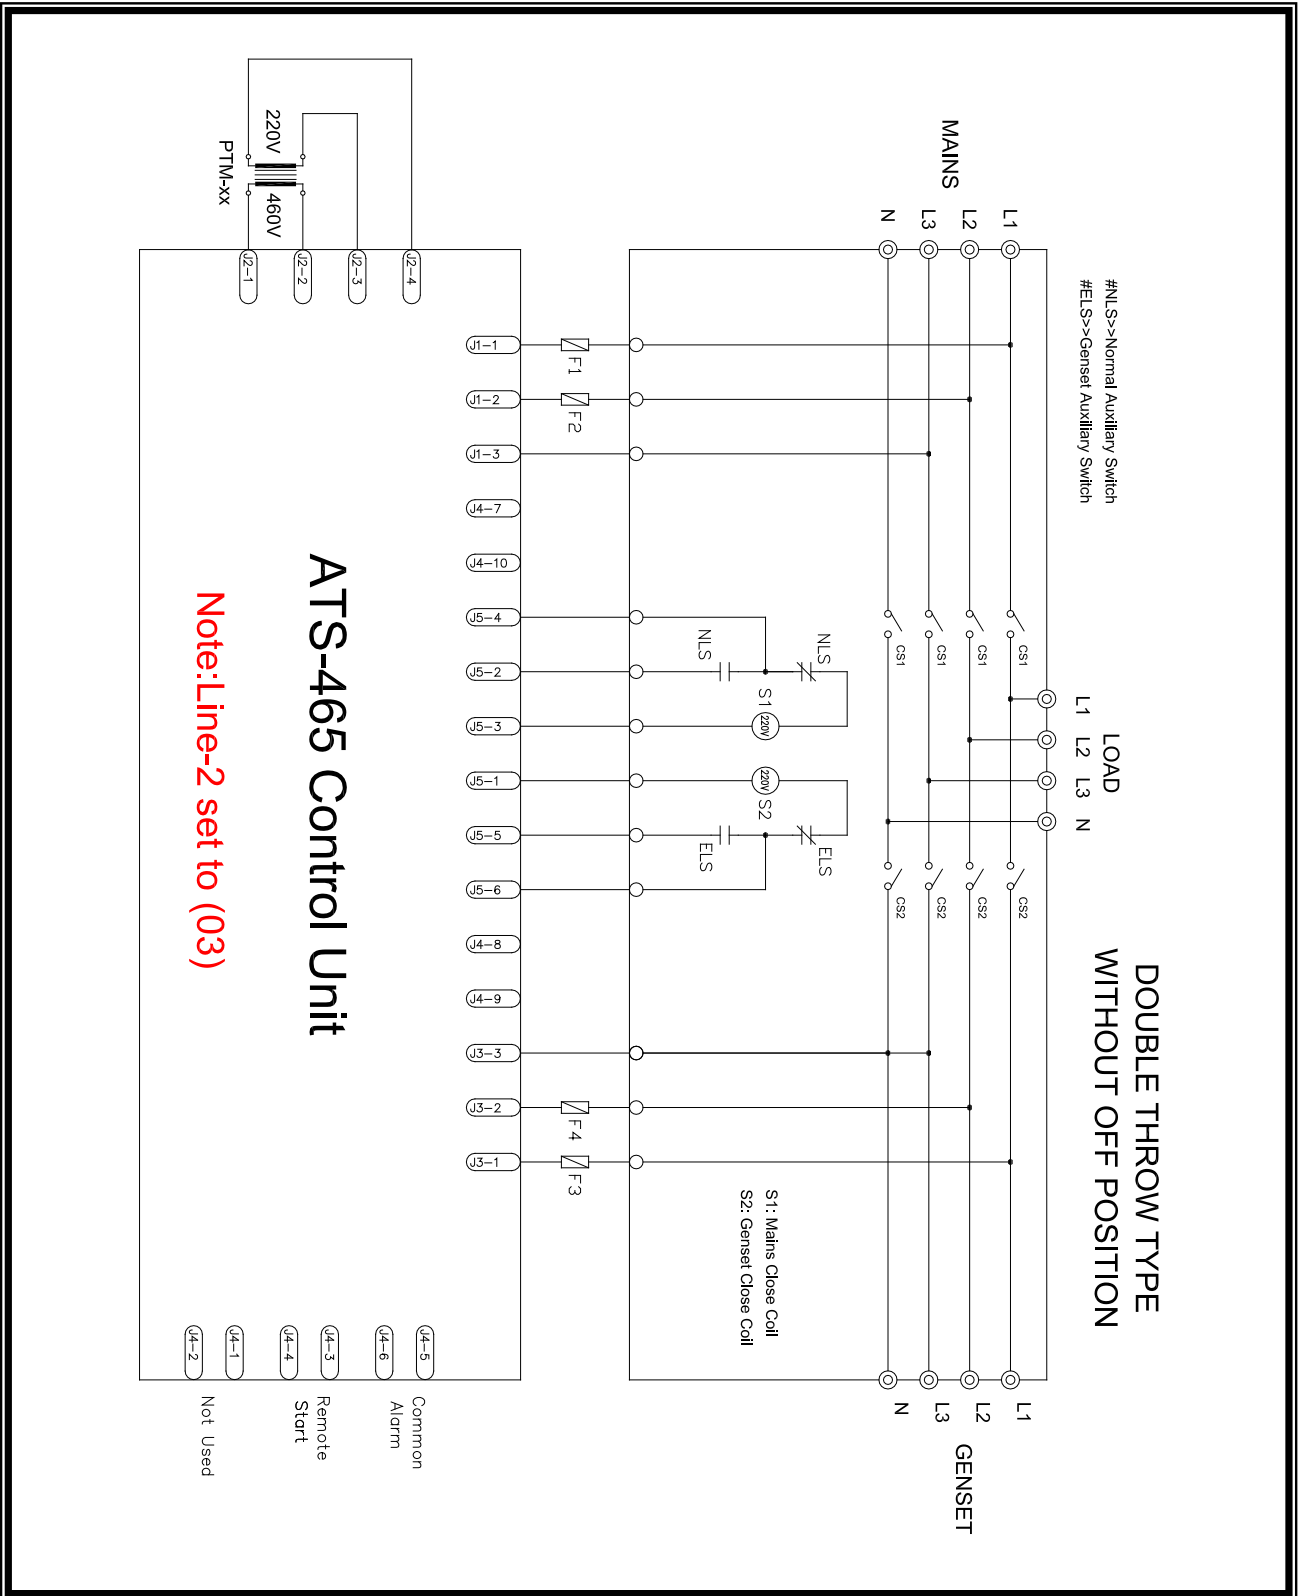 DOUBLE THROW TYPE
WITHOUT OFF POSITION
#NLS>>Normal Auxiliary Switch
#ELS>>Genset Auxiliary Switch
LOAD
L1
L2
L3
N
MAINS
L1
L2
L3
N
CS1
CS1
CS1
CS1
CS2
CS2
CS2
CS2
L1
L2
L3
N
GENSET
NLS
NLS
S1
220V
220V
S2
ELS
ELS
S1: Mains Close Coil
S2: Genset Close Coil
F1
F2
F4
F3
J1-1
J1-2
J1-3
J4-7
J4-10
J5-4
J5-2
J5-3
J5-1
J5-5
J5-6
J4-8
J4-9
J3-3
J3-2
J3-1
220V
460V
PTM-xx
J2-4
J2-3
J2-2
J2-1
ATS-465 Control Unit
Note:Line-2 set to (03)
J4-5
J4-6
J4-3
J4-4
J4-1
J4-2
Common
Alarm
Remote
Start
Not Used